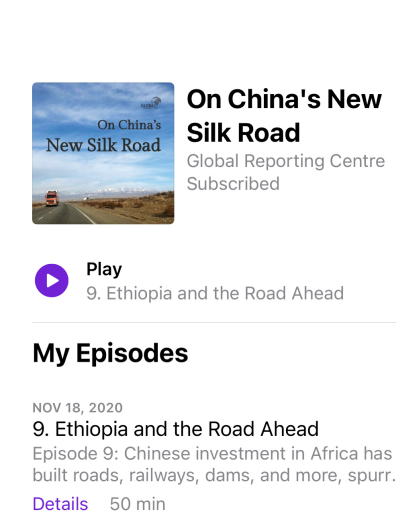 On China's
New Silk Road
On China's New
Silk Road
Global Reporting Centre
Subscribed
Play
9. Ethiopia and the Road Ahead
My Episodes
NOV 18, 2020
9. Ethiopia and the Road Ahead
Episode 9: Chinese investment in Africa has
built roads, railways, dams, and more, spurr.
Details 50 min